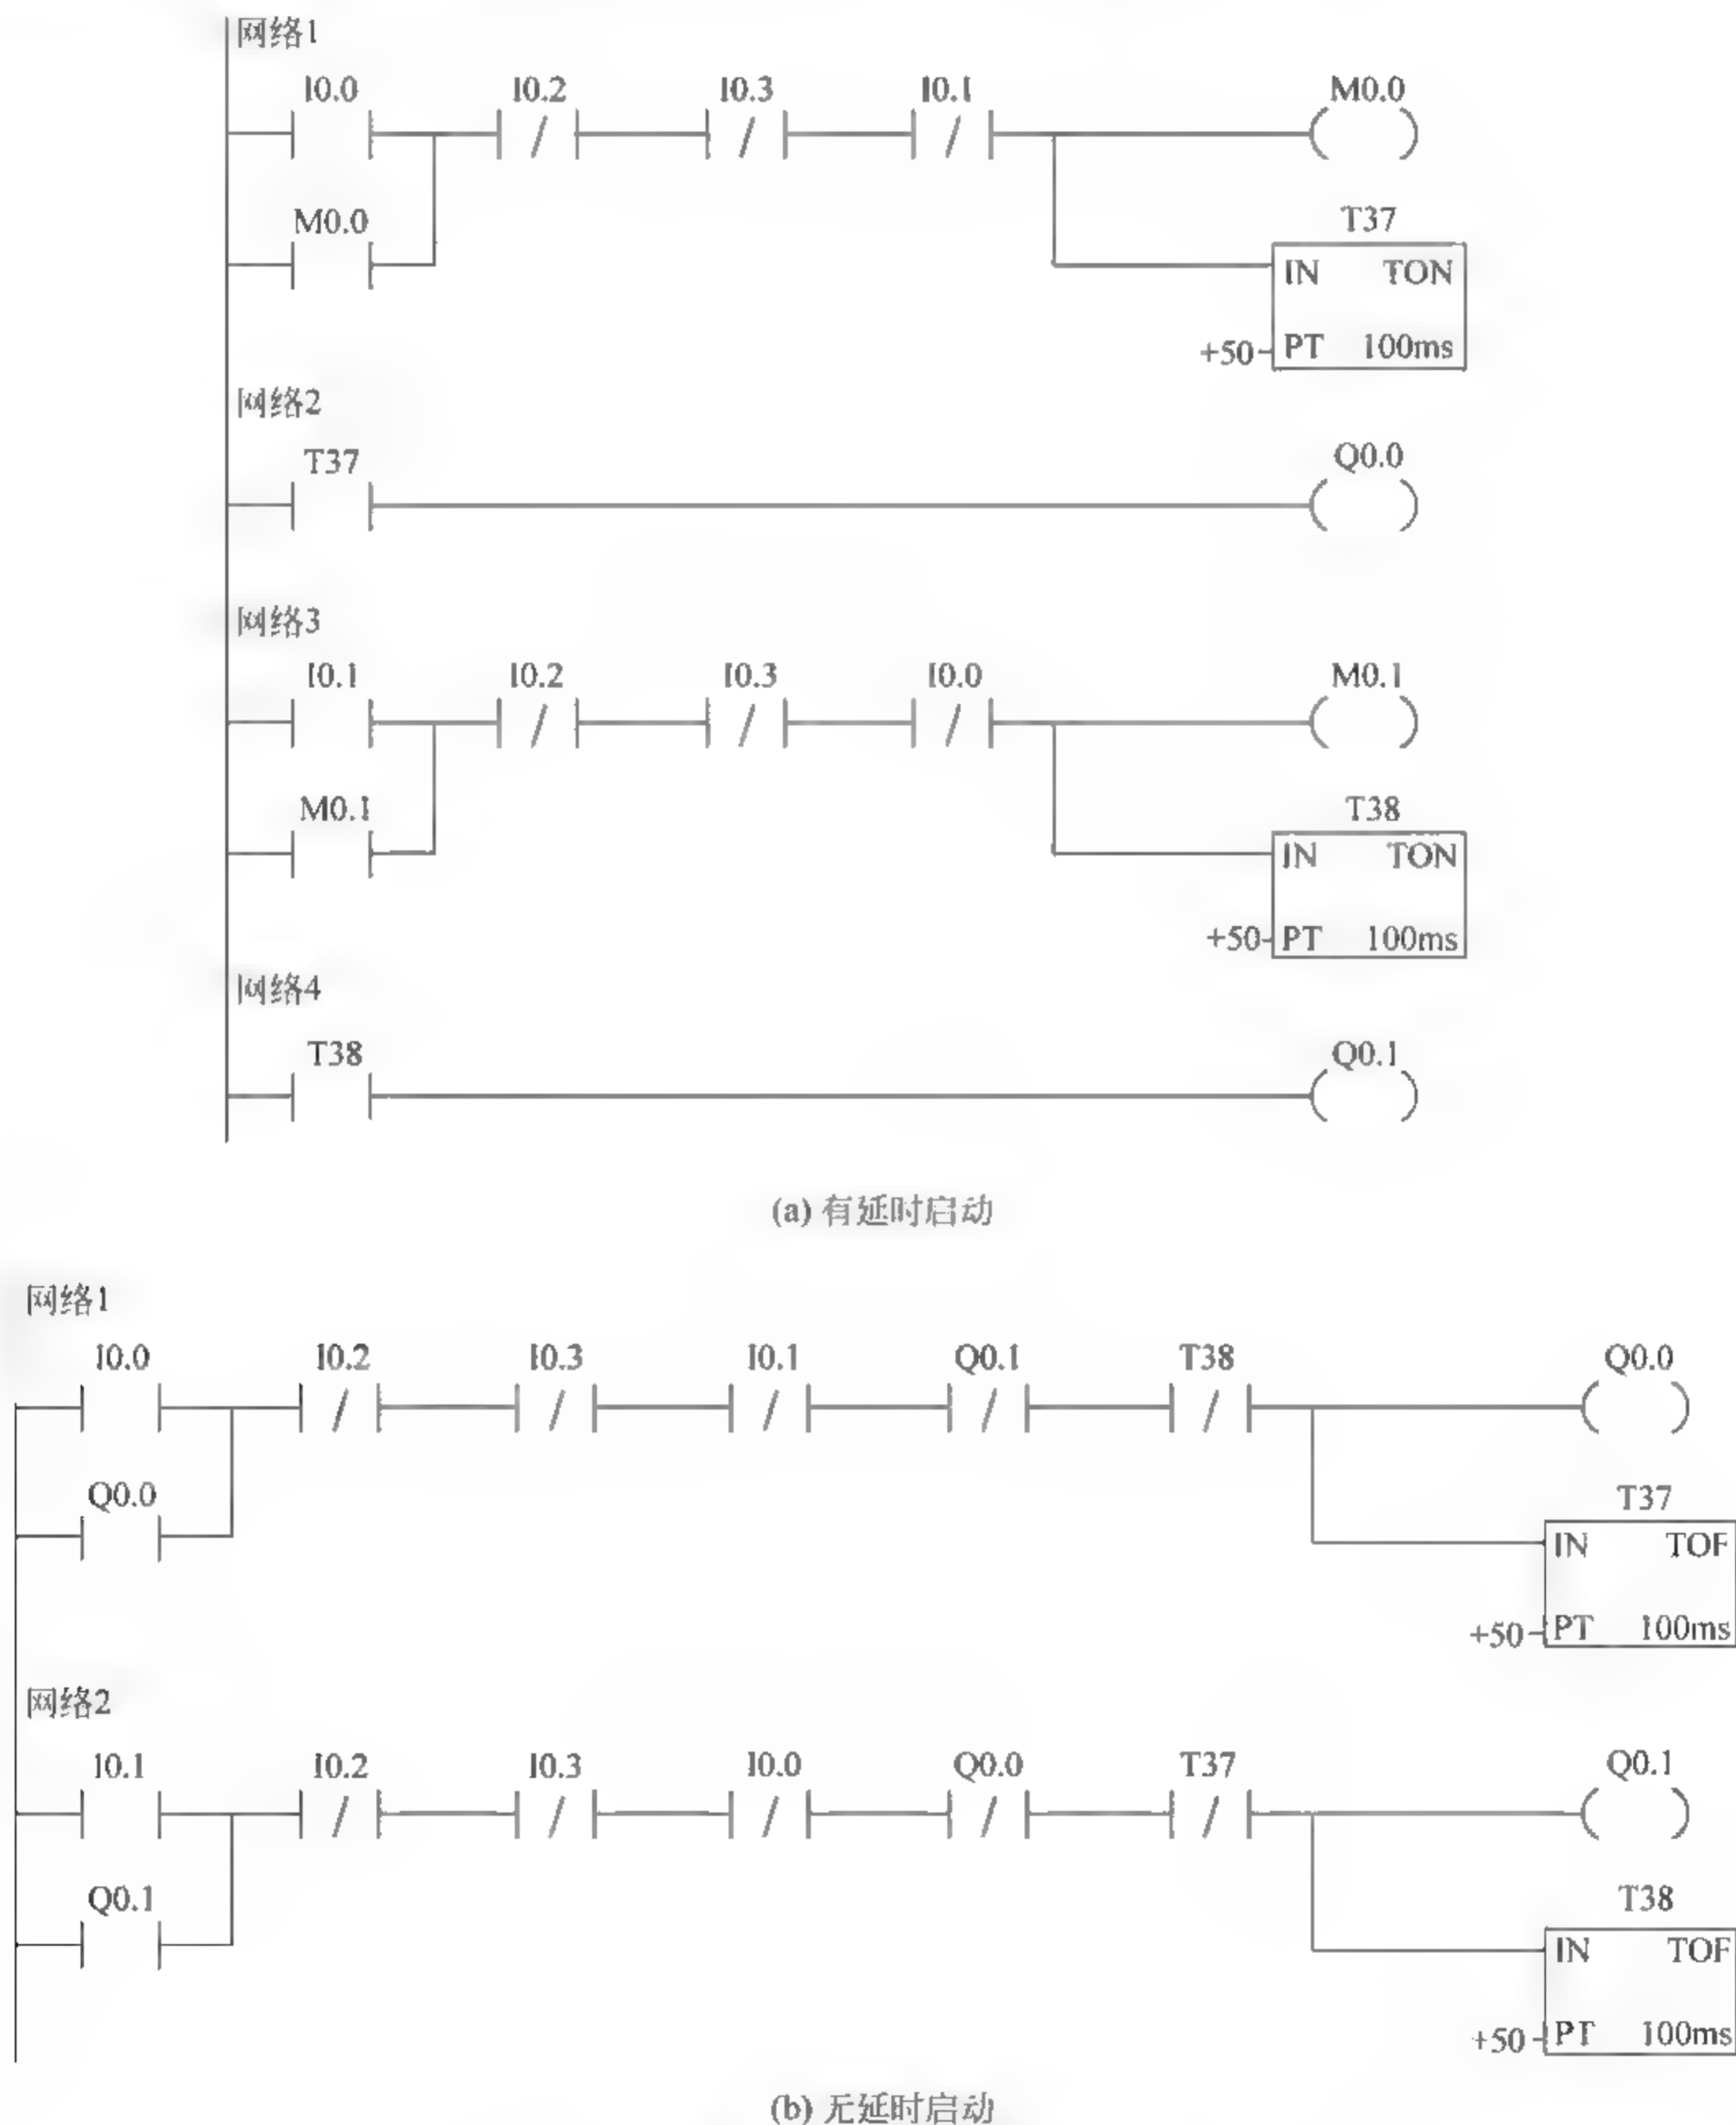 网络1
I0.0 I0.2 I0.3 I0.1 M0.0
M0.0 T37
IN TON
+50 PT 100ms
网络2
T37 Q0.0
网络3
I0.1 I0.2 I0.3 I0.0 M0.1
M0.1 T38
IN TON
+50 PT 100ms
网络4
T38 Q0.1
(a) 有延时启动
网络1
I0.0 I0.2 I0.3 I0.1 Q0.1 T38 Q0.0
Q0.0 T37
IN TOF
+50 PT 100ms
网络2
I0.1 I0.2 I0.3 I0.0 Q0.0 T37 Q0.1
Q0.1 T38
IN TOF
+50 PT 100ms
(b) 无延时启动